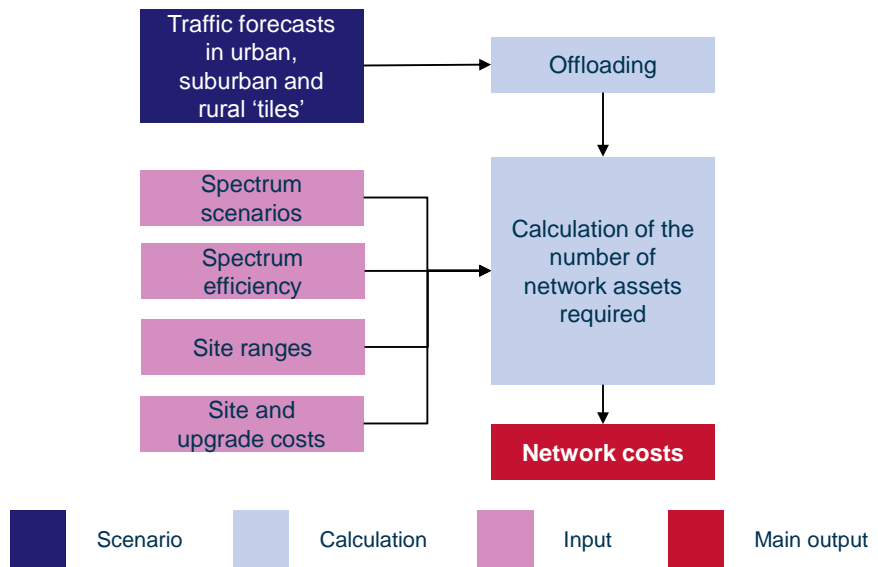 Traffic forecasts
in urban,
suburban and
rural ‘tiles’
Offloading
Spectrum
scenarios
Spectrum
efficiency
Site ranges
Site and
upgrade costs
Calculation of the
number of
network assets
required
Network costs
Scenario
Calculation
Input
Main output